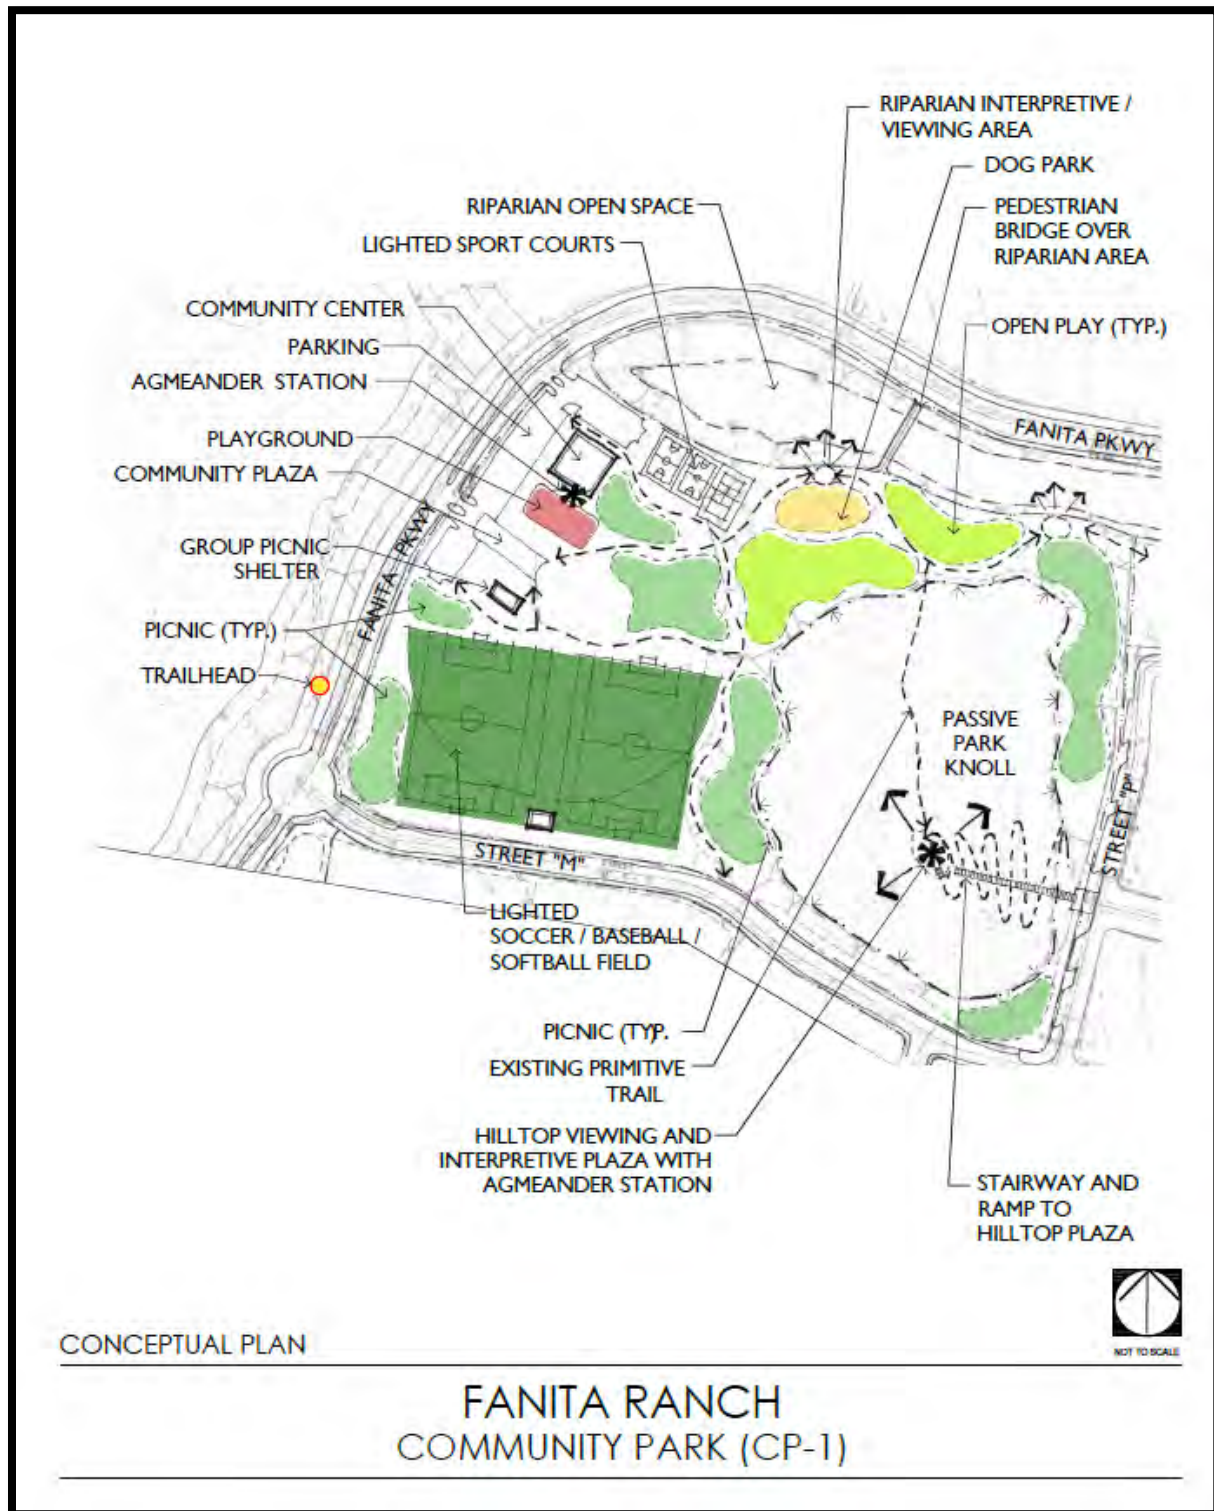 RIPARIAN INTERPRETIVE /
VIEWING AREA
DOG PARK
RIPARIAN OPEN SPACE
PEDESTRIAN
BRIDGE OVER
RIPARIAN AREA
LIGHTED SPORT COURTS
COMMUNITY CENTER
OPEN PLAY (TYP.)
PARKING
AGMEANDER STATION
PLAYGROUND
COMMUNITY PLAZA
FANITA PKWY
FANITA PKWY
GROUP PICNIC
SHELTER
PICNIC (TYP.)
TRAILHEAD
PASSIVE
PARK
KNOLL
STREET "P"
STREET "M"
LIGHTED
SOCCER / BASEBALL /
SOFTBALL FIELD
PICNIC (TYP.
EXISTING PRIMITIVE
TRAIL
HILLTOP VIEWING AND
INTERPRETIVE PLAZA WITH
AGMEANDER STATION
STAIRWAY AND
RAMP TO
HILLTOP PLAZA
NOT TO SCALE
CONCEPTUAL PLAN
FANITA RANCH
COMMUNITY PARK (CP-1)